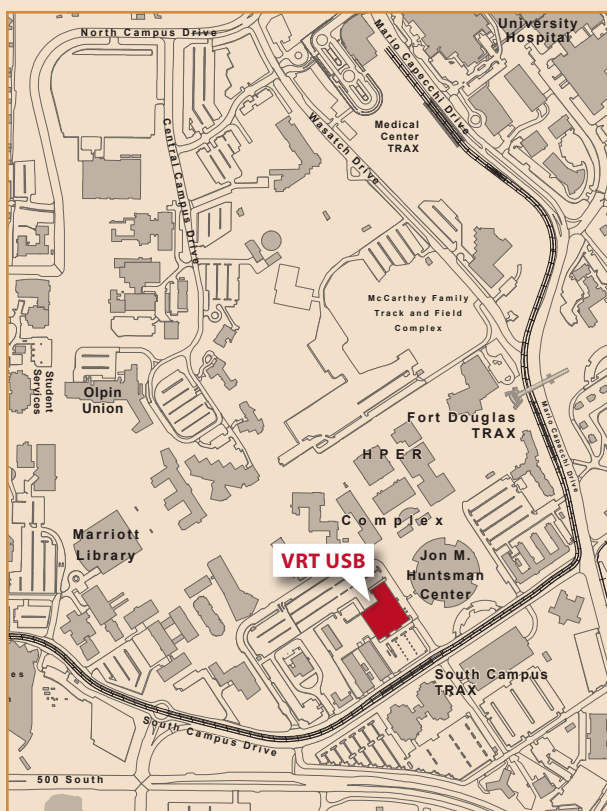 University
Hospital
North Campus Drive
Mario Capecchi Drive
Medical
Center
TRAX
Wasatch Drive
Central Campus Drive
McCarthey Family
Track and Field
Complex
Student
Services
Olpin
Union
Fort Douglas
TRAX
Mario Capecchi Drive
HPER
Complex
Marriott
Library
VRT USB
Jon M.
Huntsman
Center
South Campus
TRAX
South Campus Drive
500 South